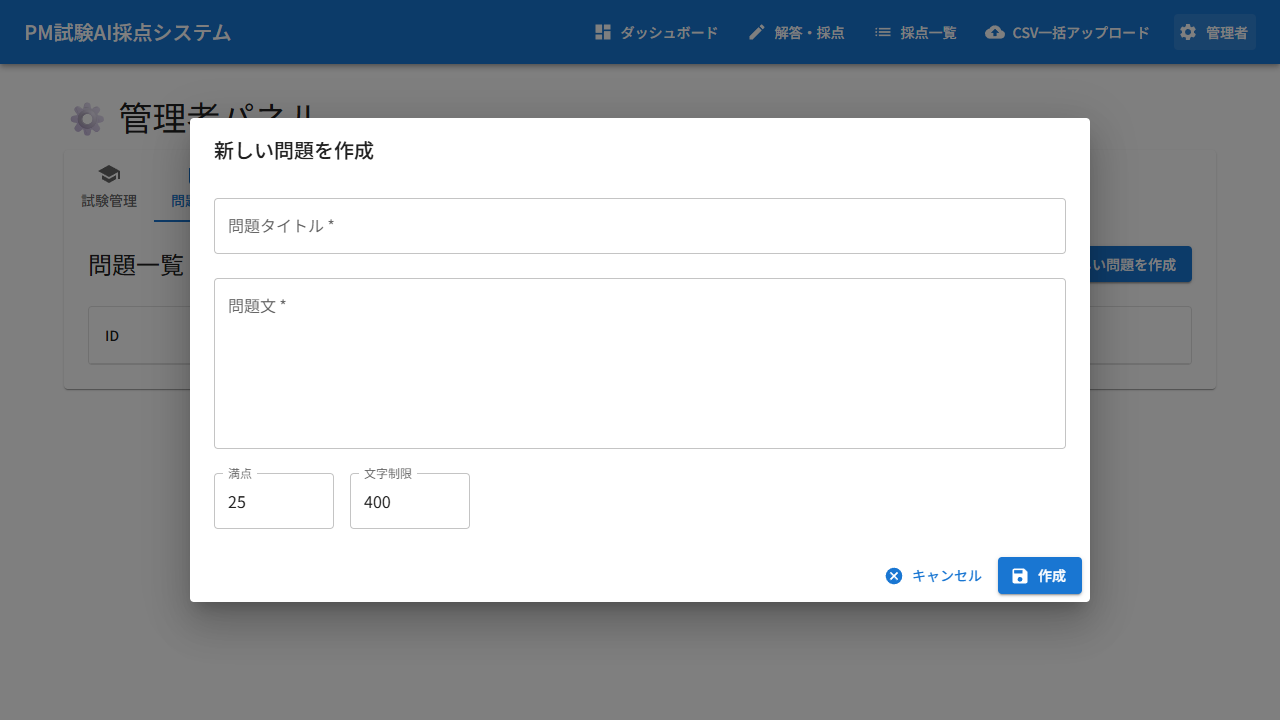 PM試験AI採点システム
ダッシュボード
解答・採点
採点一覧
CSV一括アップロード
管理者
管理者パネル
試験管理
問題一覧
い問題を作成
ID
新しい問題を作成
問題タイトル *
問題文 *
満点
25
文字制限
400
キャンセル
作成